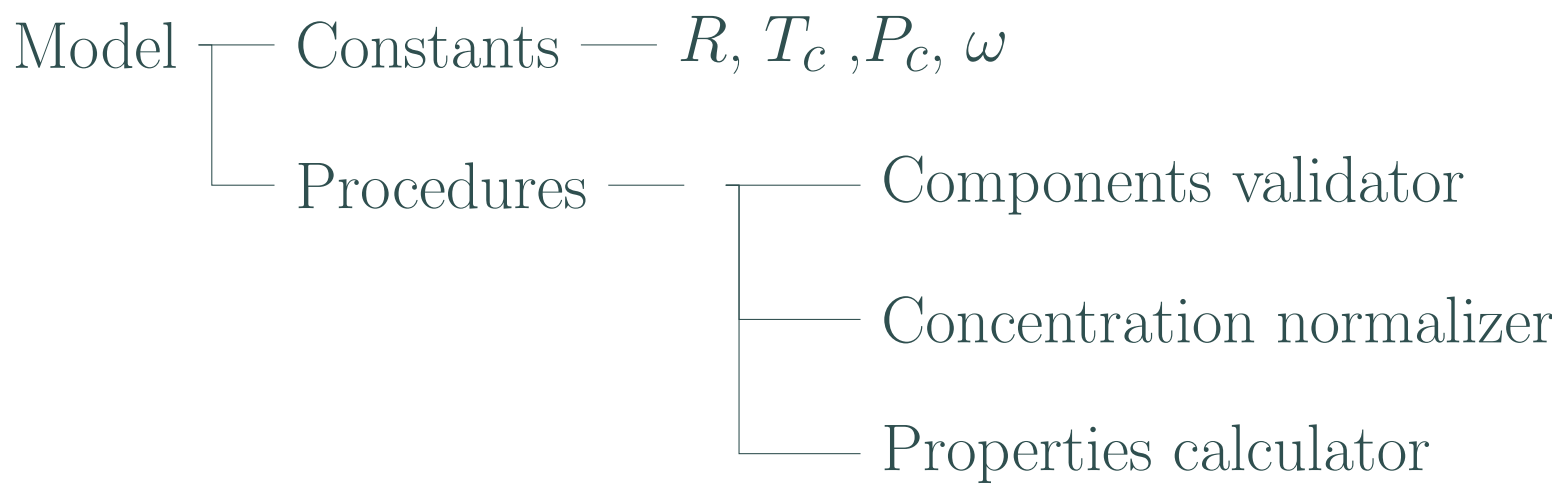 Model Constants R, T_c ,P_c, ω
Procedures Components validator
Concentration normalizer
Properties calculator